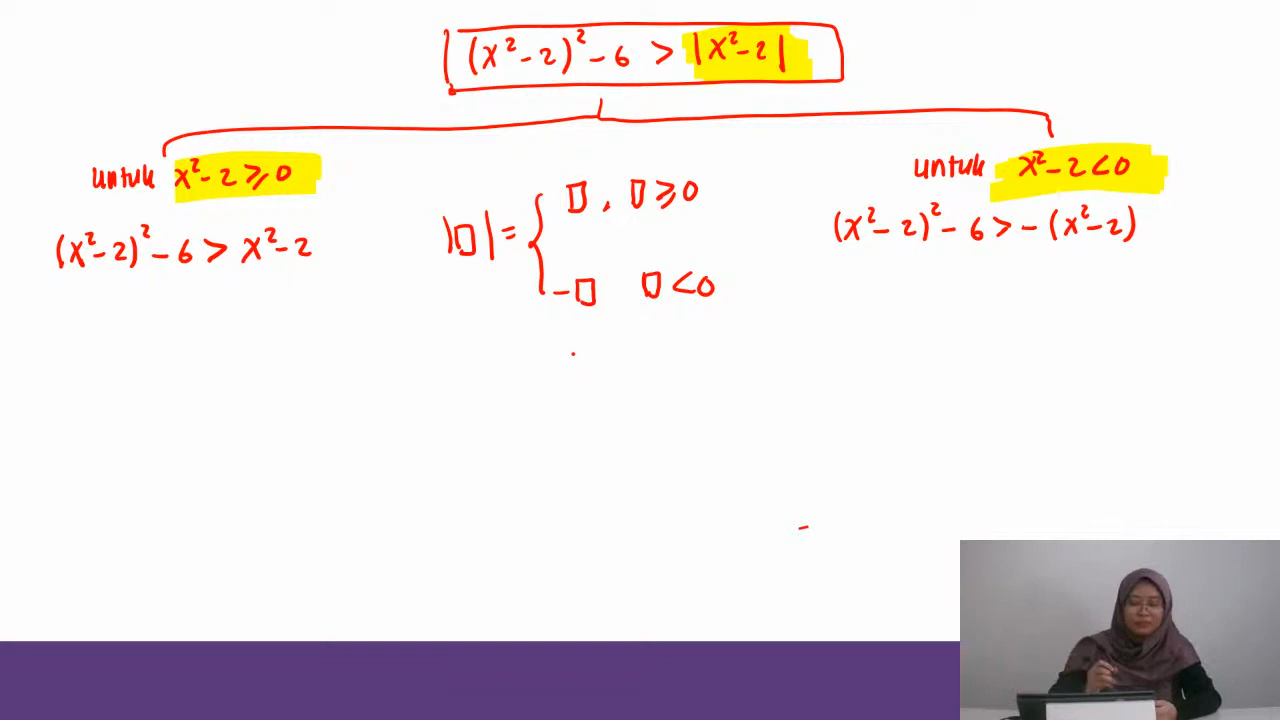 (x²-2)²-6 > |x²-2|
untuk x²-2 ≥ 0
(x²-2)²-6 > x²-2
|▯| = { ▯, ▯ ≥ 0
-▯ ▯ < 0
untuk x²-2 < 0
(x²-2)²-6 > -(x²-2)